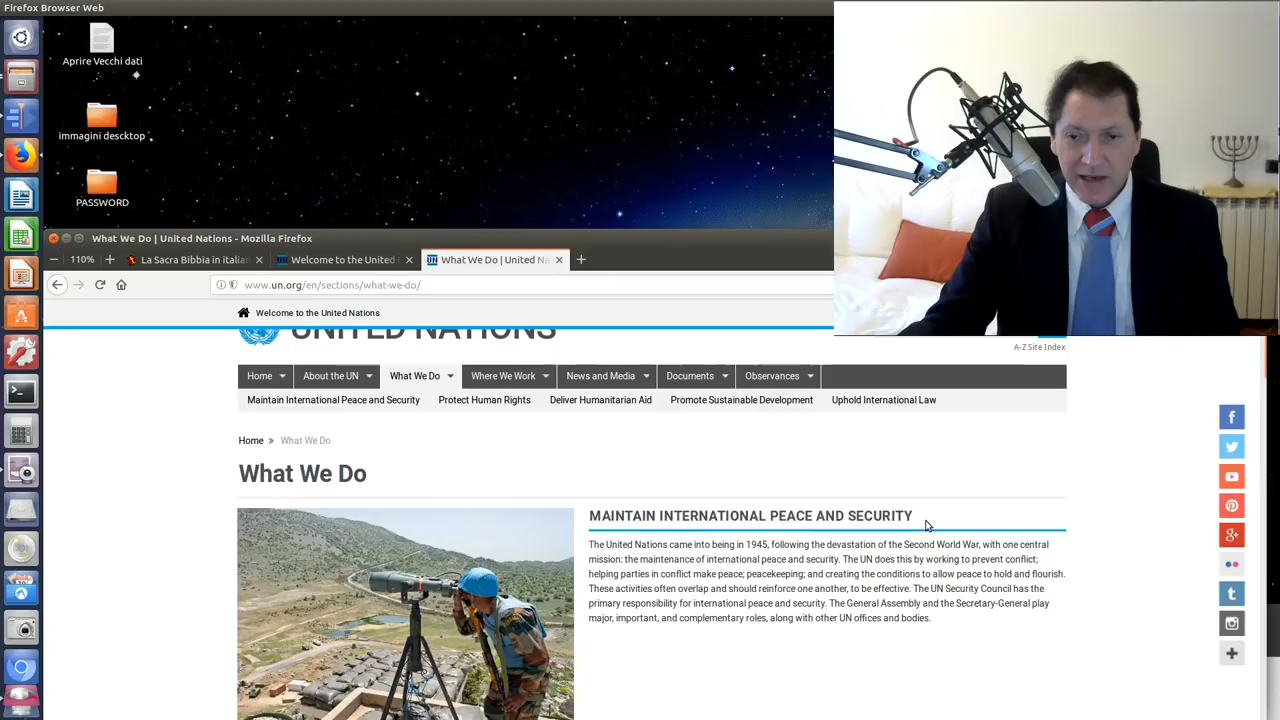 Firefox Browser Web
Aprire Vecchi dati
immagini descktop
PASSWORD
What We Do | United Nations - Mozilla Firefox
110%
La Sacra Bibbia in italian
Welcome to the United
What We Do | United Na
www.un.org/en/sections/what-we-do/
Welcome to the United Nations
UNITED NATIONS
A-Z Site Index
Home
About the UN
What We Do
Where We Work
News and Media
Documents
Observances
Maintain International Peace and Security
Protect Human Rights
Deliver Humanitarian Aid
Promote Sustainable Development
Uphold International Law
Home » What We Do
What We Do
MAINTAIN INTERNATIONAL PEACE AND SECURITY
The United Nations came into being in 1945, following the devastation of the Second World War, with one central
mission: the maintenance of international peace and security. The UN does this by working to prevent conflict;
helping parties in conflict make peace; peacekeeping; and creating the conditions to allow peace to hold and flourish.
These activities often overlap and should reinforce one another, to be effective. The UN Security Council has the
primary responsibility for international peace and security. The General Assembly and the Secretary-General play
major, important, and complementary roles, along with other UN offices and bodies.